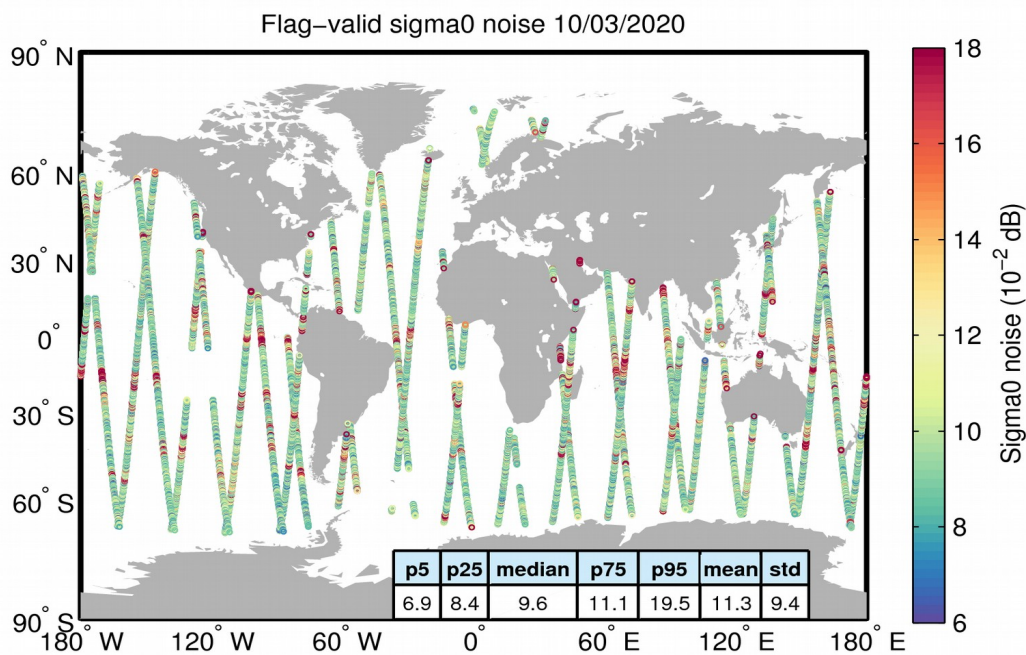 Flag−valid sigma0 noise 10/03/2020
90° N
60° N
30° N
0°
30° S
60° S
90° S
180° W
120° W
60° W
0°
60° E
120° E
180° E
p5 p25 median p75 p95 mean std
6.9 8.4 9.6 11.1 19.5 11.3 9.4
18
16
14
12
10
8
6
Sigma0 noise (10⁻² dB)